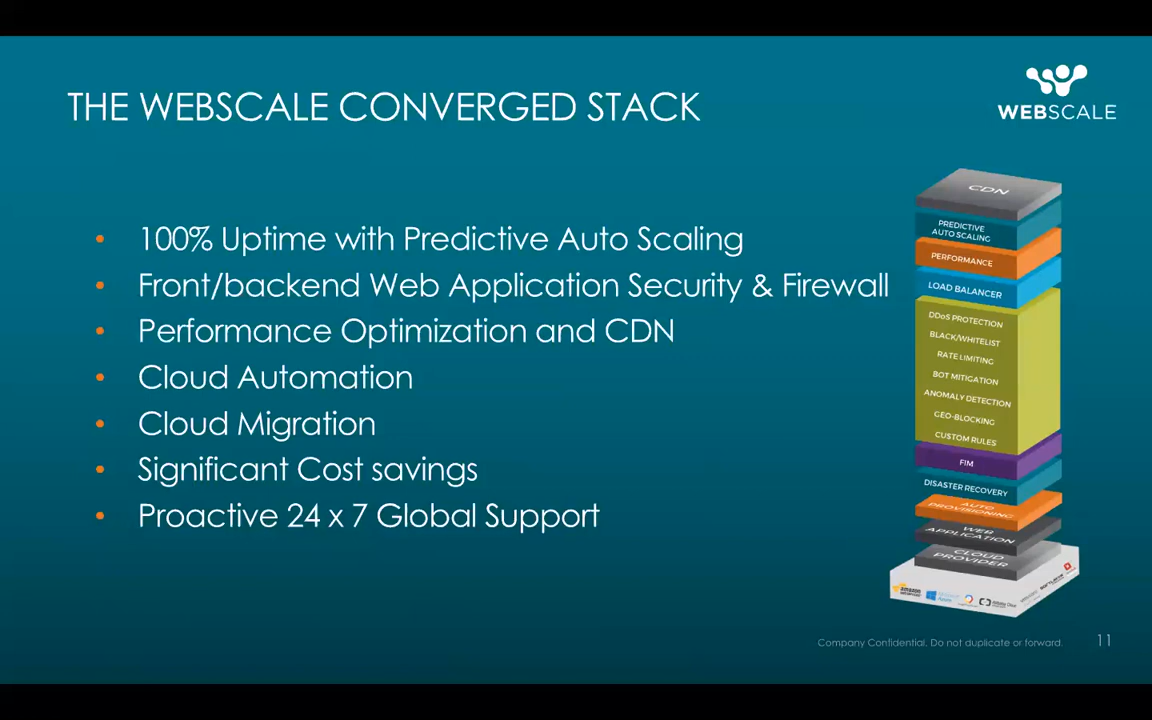 THE WEBSCALE CONVERGED STACK
WEBSCALE
• 100% Uptime with Predictive Auto Scaling
• Front/backend Web Application Security & Firewall
• Performance Optimization and CDN
• Cloud Automation
• Cloud Migration
• Significant Cost savings
• Proactive 24 x 7 Global Support
CDN
PREDICTIVE
AUTO SCALING
PERFORMANCE
LOAD BALANCER
DDoS PROTECTION
BLACK/WHITELIST
RATE LIMITING
BOT MITIGATION
ANOMALY DETECTION
GEO-BLOCKING
CUSTOM RULES
FIM
DISASTER RECOVERY
AUTO
PROVISIONING
WEB
APPLICATION
CLOUD
PROVIDER
amazon
Company Confidential. Do not duplicate or forward.
11